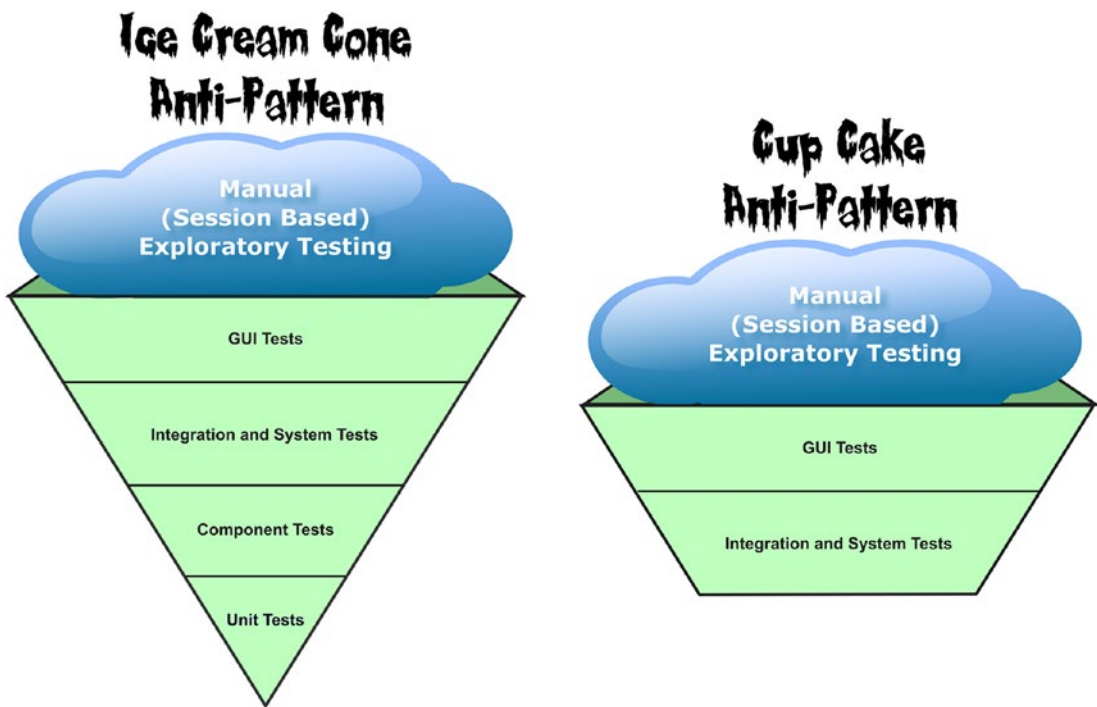 Ice Cream Cone
Anti-Pattern
Manual
(Session Based)
Exploratory Testing
GUI Tests
Integration and System Tests
Component Tests
Unit Tests
Cup Cake
Anti-Pattern
Manual
(Session Based)
Exploratory Testing
GUI Tests
Integration and System Tests